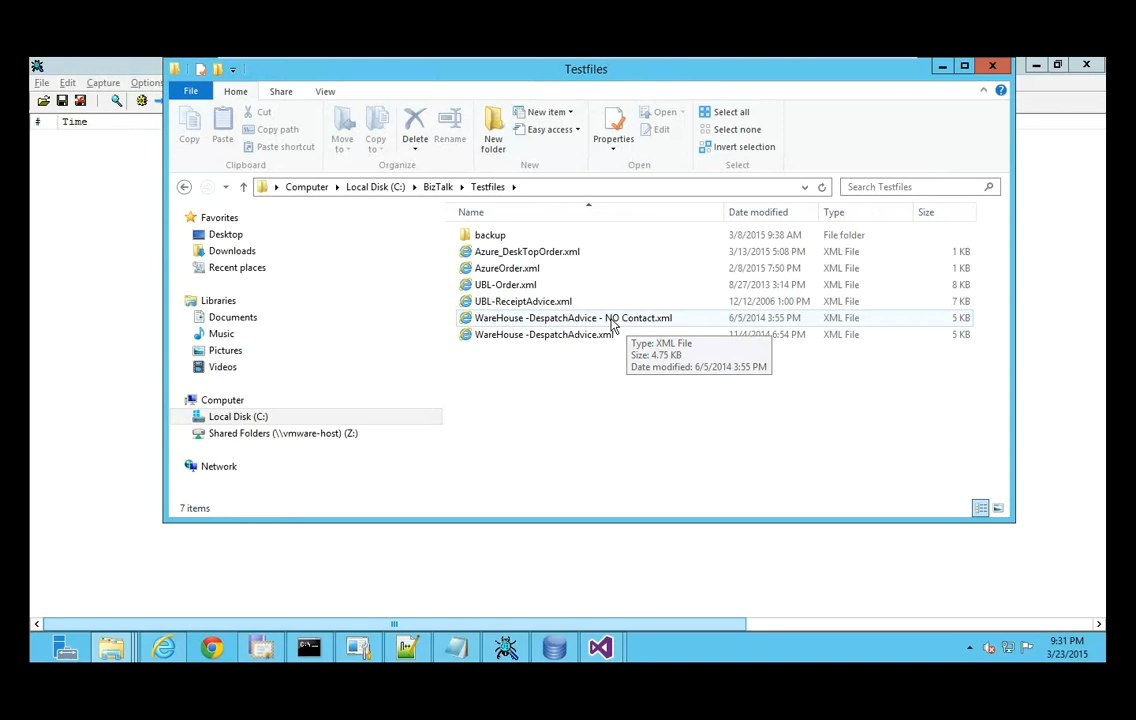 Testfiles
File Edit Capture Options
File Home Share View
Copy Paste Cut Copy path Paste shortcut Move to Copy to Delete Rename New folder New item Easy access Properties Open Edit Select all Select none Invert selection
Clipboard Organize New Open Select
# Time
Computer Local Disk (C:) BizTalk Testfiles Search Testfiles
Name Date modified Type Size
Favorites
Desktop
Downloads
Recent places
Libraries
Documents
Music
Pictures
Videos
Computer
Local Disk (C:)
Shared Folders (\\vmware-host) (Z:)
Network
backup 3/8/2015 9:38 AM File folder
Azure_DeskTopOrder.xml 3/13/2015 5:08 PM XML File 1 KB
AzureOrder.xml 2/8/2015 7:50 PM XML File 1 KB
UBL-Order.xml 8/27/2013 3:14 PM XML File 8 KB
UBL-ReceiptAdvice.xml 12/12/2006 1:00 PM XML File 7 KB
WareHouse -DespatchAdvice - NO Contact.xml 6/5/2014 3:55 PM XML File 5 KB
WareHouse -DespatchAdvice.xml 11/4/2014 6:54 PM XML File 5 KB
Type: XML File
Size: 4.75 KB
Date modified: 6/5/2014 3:55 PM
7 items
9:31 PM
3/23/2015